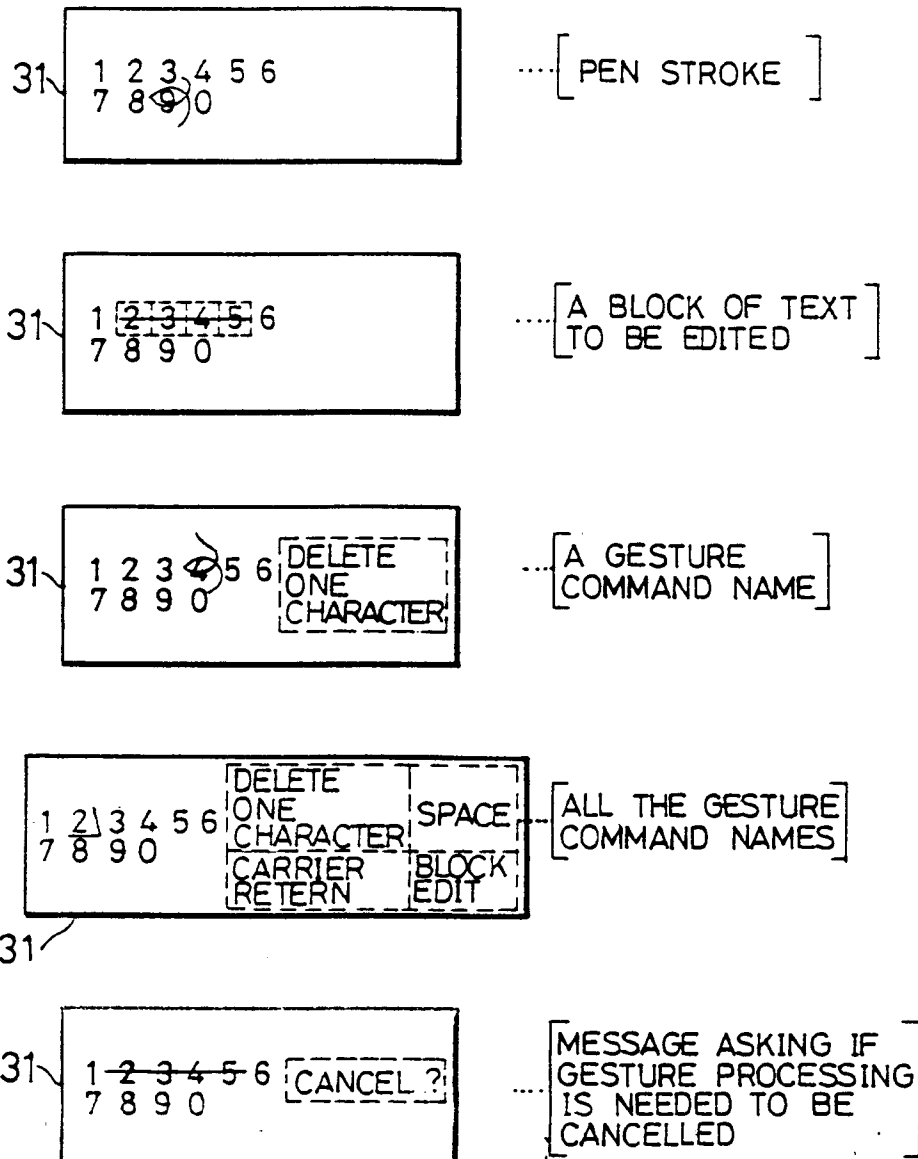 31
1 2 3 4 5 6
7 8 9 0
PEN STROKE
31
1 2 3 4 5 6
7 8 9 0
A BLOCK OF TEXT
TO BE EDITED
31
1 2 3 4 5 6
7 8 9 0
DELETE
ONE
CHARACTER
A GESTURE
COMMAND NAME
1 2 3 4 5 6
7 8 9 0
DELETE
ONE
CHARACTER
SPACE
CARRIER
RETERN
BLOCK
EDIT
ALL THE GESTURE
COMMAND NAMES
31
31
1 2 3 4 5 6
7 8 9 0
CANCEL ?
MESSAGE ASKING IF
GESTURE PROCESSING
IS NEEDED TO BE
CANCELLED